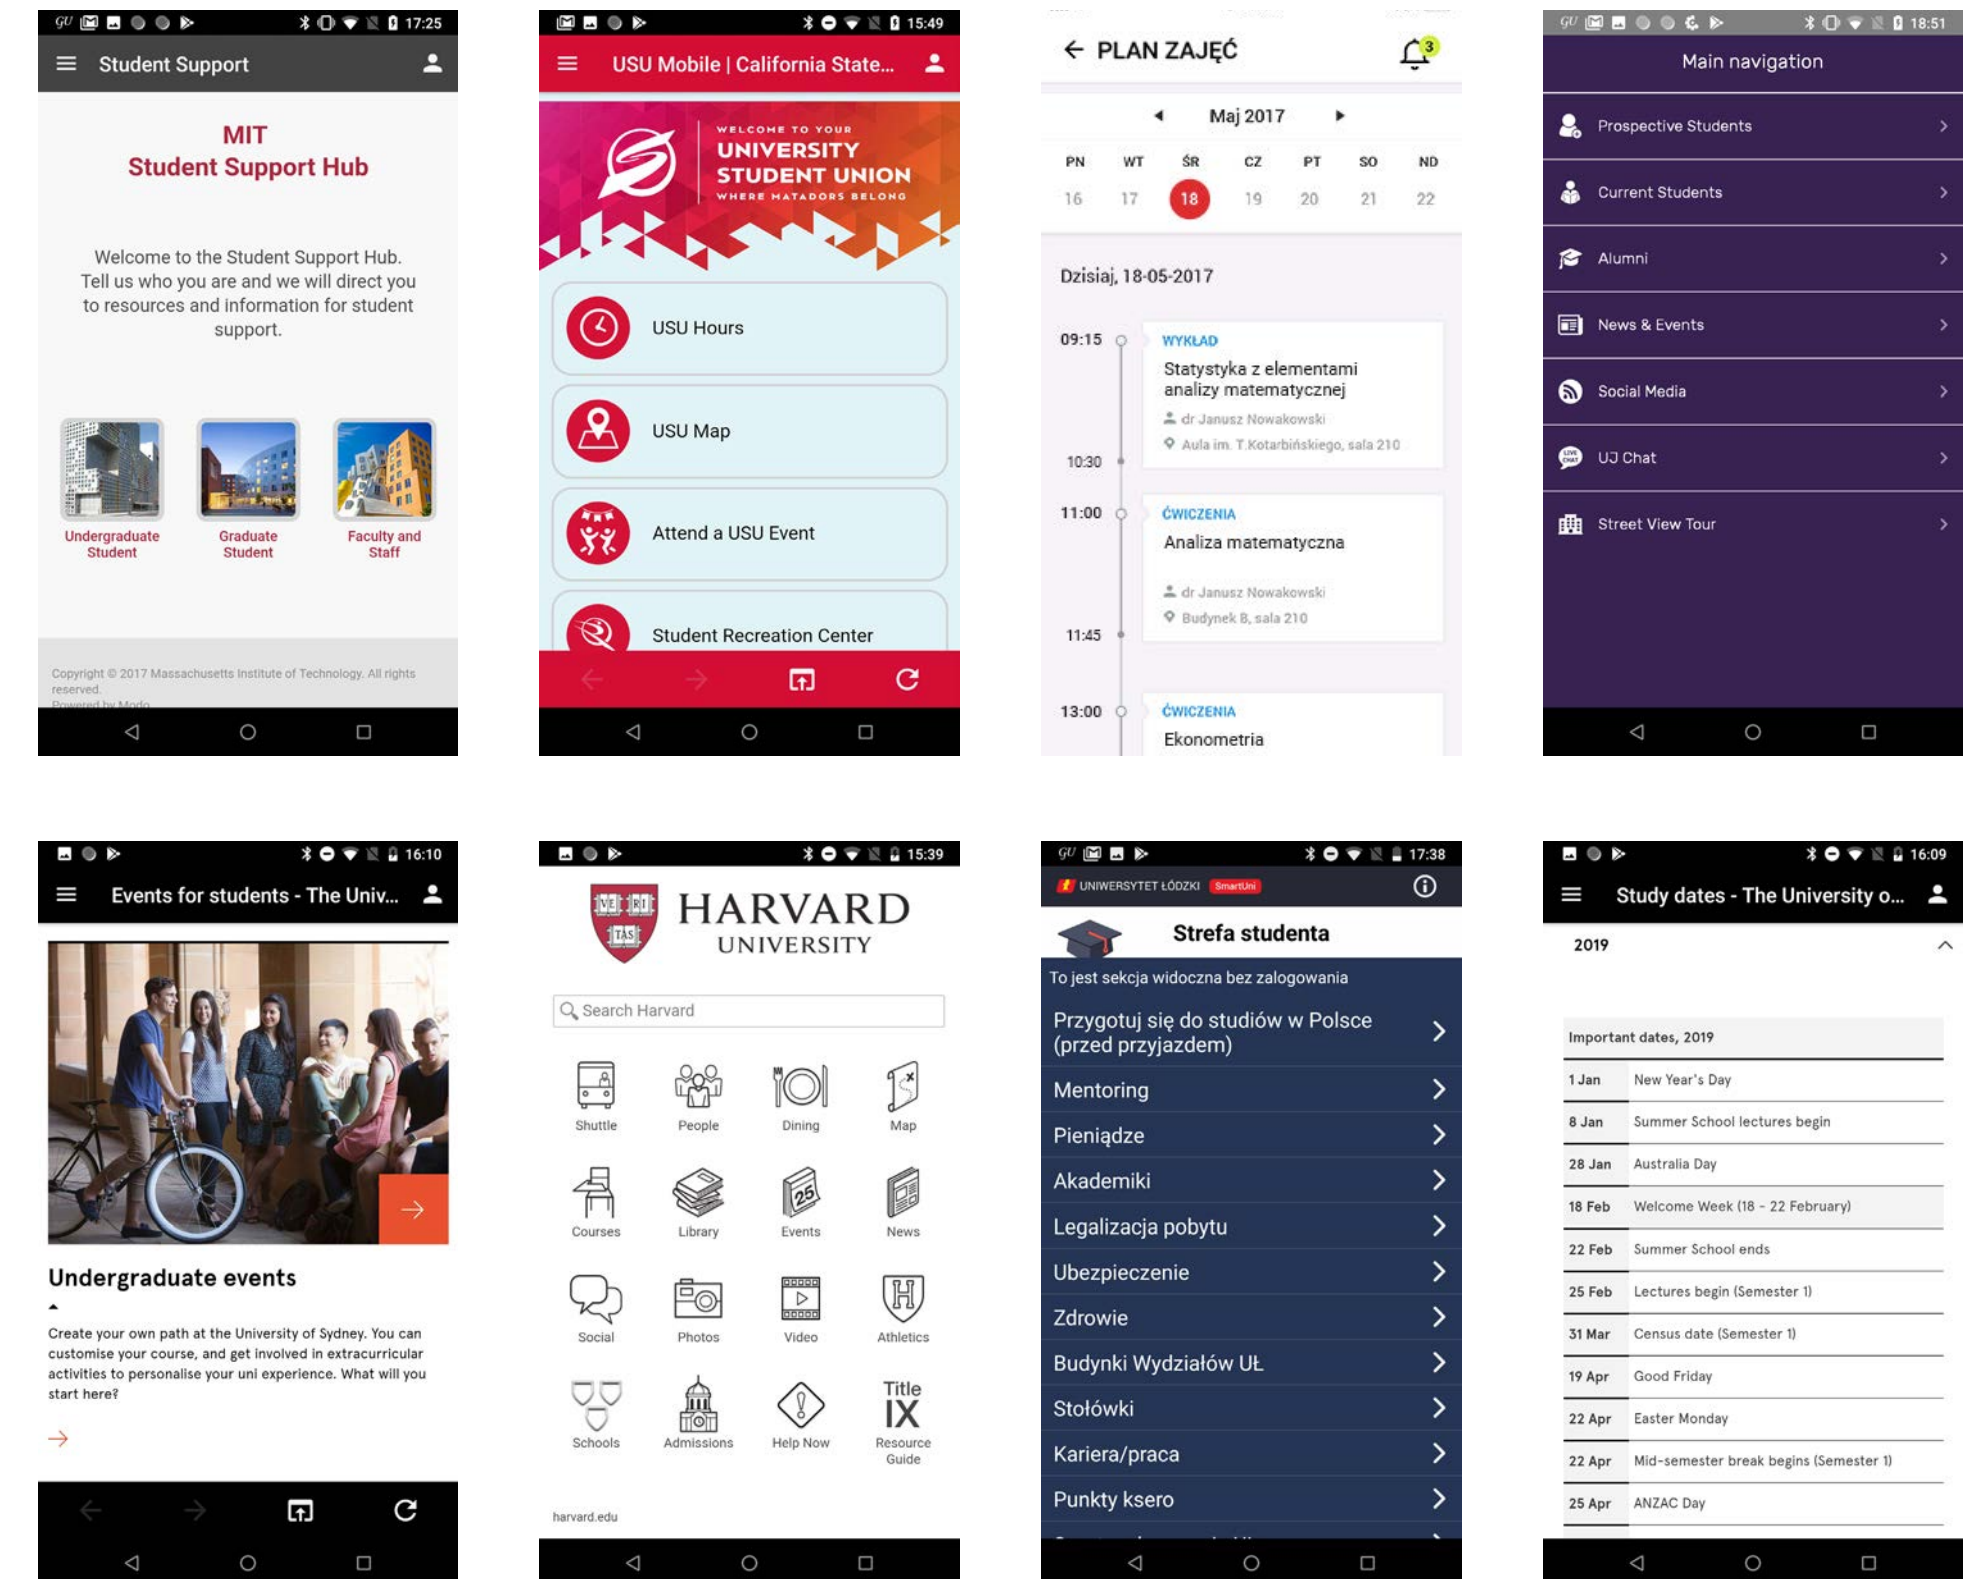 GU 17:25
Student Support
MIT
Student Support Hub
Welcome to the Student Support Hub.
Tell us who you are and we will direct you
to resources and information for student
support.
Undergraduate
Student
Graduate
Student
Faculty and
Staff
Copyright © 2017 Massachusetts Institute of Technology. All rights
reserved.
Powered by Modo
15:49
USU Mobile | California State...
WELCOME TO YOUR
UNIVERSITY
STUDENT UNION
WHERE MATADORS BELONG
USU Hours
USU Map
Attend a USU Event
Student Recreation Center
PLAN ZAJĘĆ
3
Maj 2017
PN WT ŚR CZ PT SO ND
16 17 18 19 20 21 22
Dzisiaj, 18-05-2017
09:15
WYKŁAD
Statystyka z elementami
analizy matematycznej
dr Janusz Nowakowski
Aula im. T.Kotarbińskiego, sala 210
10:30
11:00
ĆWICZENIA
Analiza matematyczna
dr Janusz Nowakowski
Budynek B, sala 210
11:45
13:00
ĆWICZENIA
Ekonometria
GU 18:51
Main navigation
Prospective Students
Current Students
Alumni
News & Events
Social Media
LIVE
CHAT
UJ Chat
Street View Tour
16:10
Events for students - The Univ...
Undergraduate events
Create your own path at the University of Sydney. You can
customise your course, and get involved in extracurricular
activities to personalise your uni experience. What will you
start here?
15:39
VE RI
TAS
HARVARD
UNIVERSITY
Search Harvard
Shuttle People Dining Map
Courses Library Events News
25
Social Photos Video Athletics
H
Schools Admissions Help Now
Title
IX
Resource
Guide
harvard.edu
GU 17:38
UNIWERSYTET ŁÓDZKI SmartUni
Strefa studenta
To jest sekcja widoczna bez zalogowania
Przygotuj się do studiów w Polsce
(przed przyjazdem)
Mentoring
Pieniądze
Akademiki
Legalizacja pobytu
Ubezpieczenie
Zdrowie
Budynki Wydziałów UŁ
Stołówki
Kariera/praca
Punkty ksero
16:09
Study dates - The University o...
2019
Important dates, 2019
1 Jan New Year's Day
8 Jan Summer School lectures begin
28 Jan Australia Day
18 Feb Welcome Week (18 - 22 February)
22 Feb Summer School ends
25 Feb Lectures begin (Semester 1)
31 Mar Census date (Semester 1)
19 Apr Good Friday
22 Apr Easter Monday
22 Apr Mid-semester break begins (Semester 1)
25 Apr ANZAC Day